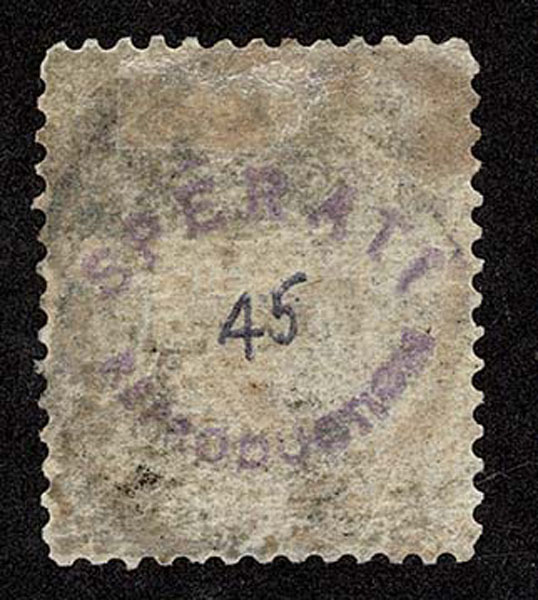 SPERATI
45
REPRODUCTION